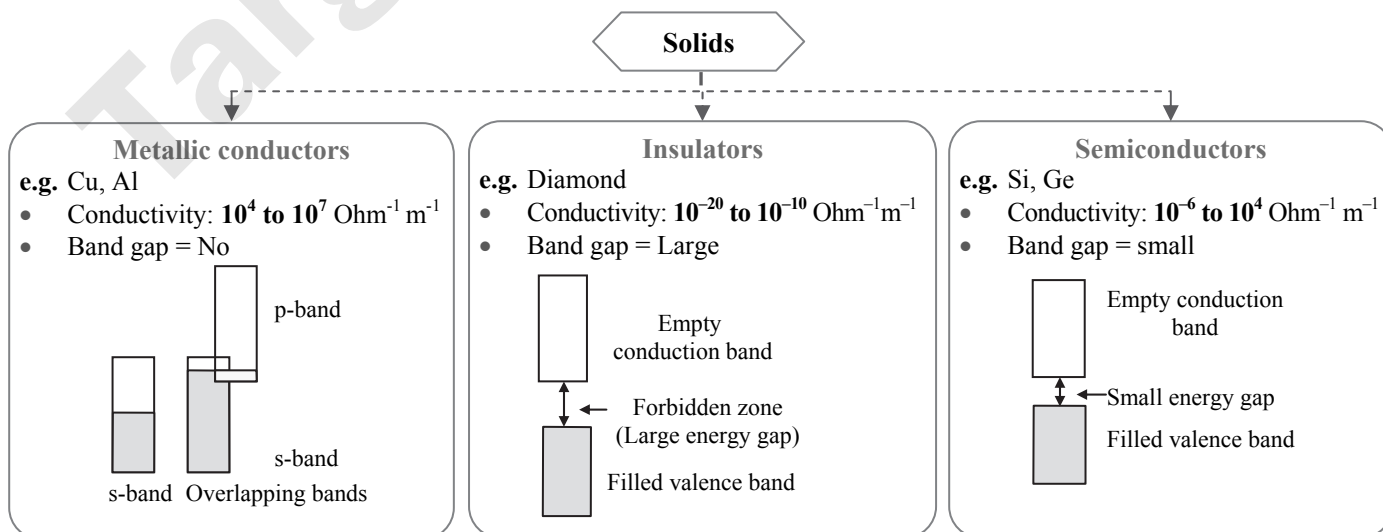 Solids
Metallic conductors
e.g. Cu, Al
• Conductivity: 10⁴ to 10⁷ Ohm⁻¹ m⁻¹
• Band gap = No
p-band
s-band
s-band Overlapping bands
Insulators
e.g. Diamond
• Conductivity: 10⁻²⁰ to 10⁻¹⁰ Ohm⁻¹m⁻¹
• Band gap = Large
Empty
conduction band
Forbidden zone
(Large energy gap)
Filled valence band
Semiconductors
e.g. Si, Ge
• Conductivity: 10⁻⁶ to 10⁴ Ohm⁻¹ m⁻¹
• Band gap = small
Empty conduction
band
Small energy gap
Filled valence band